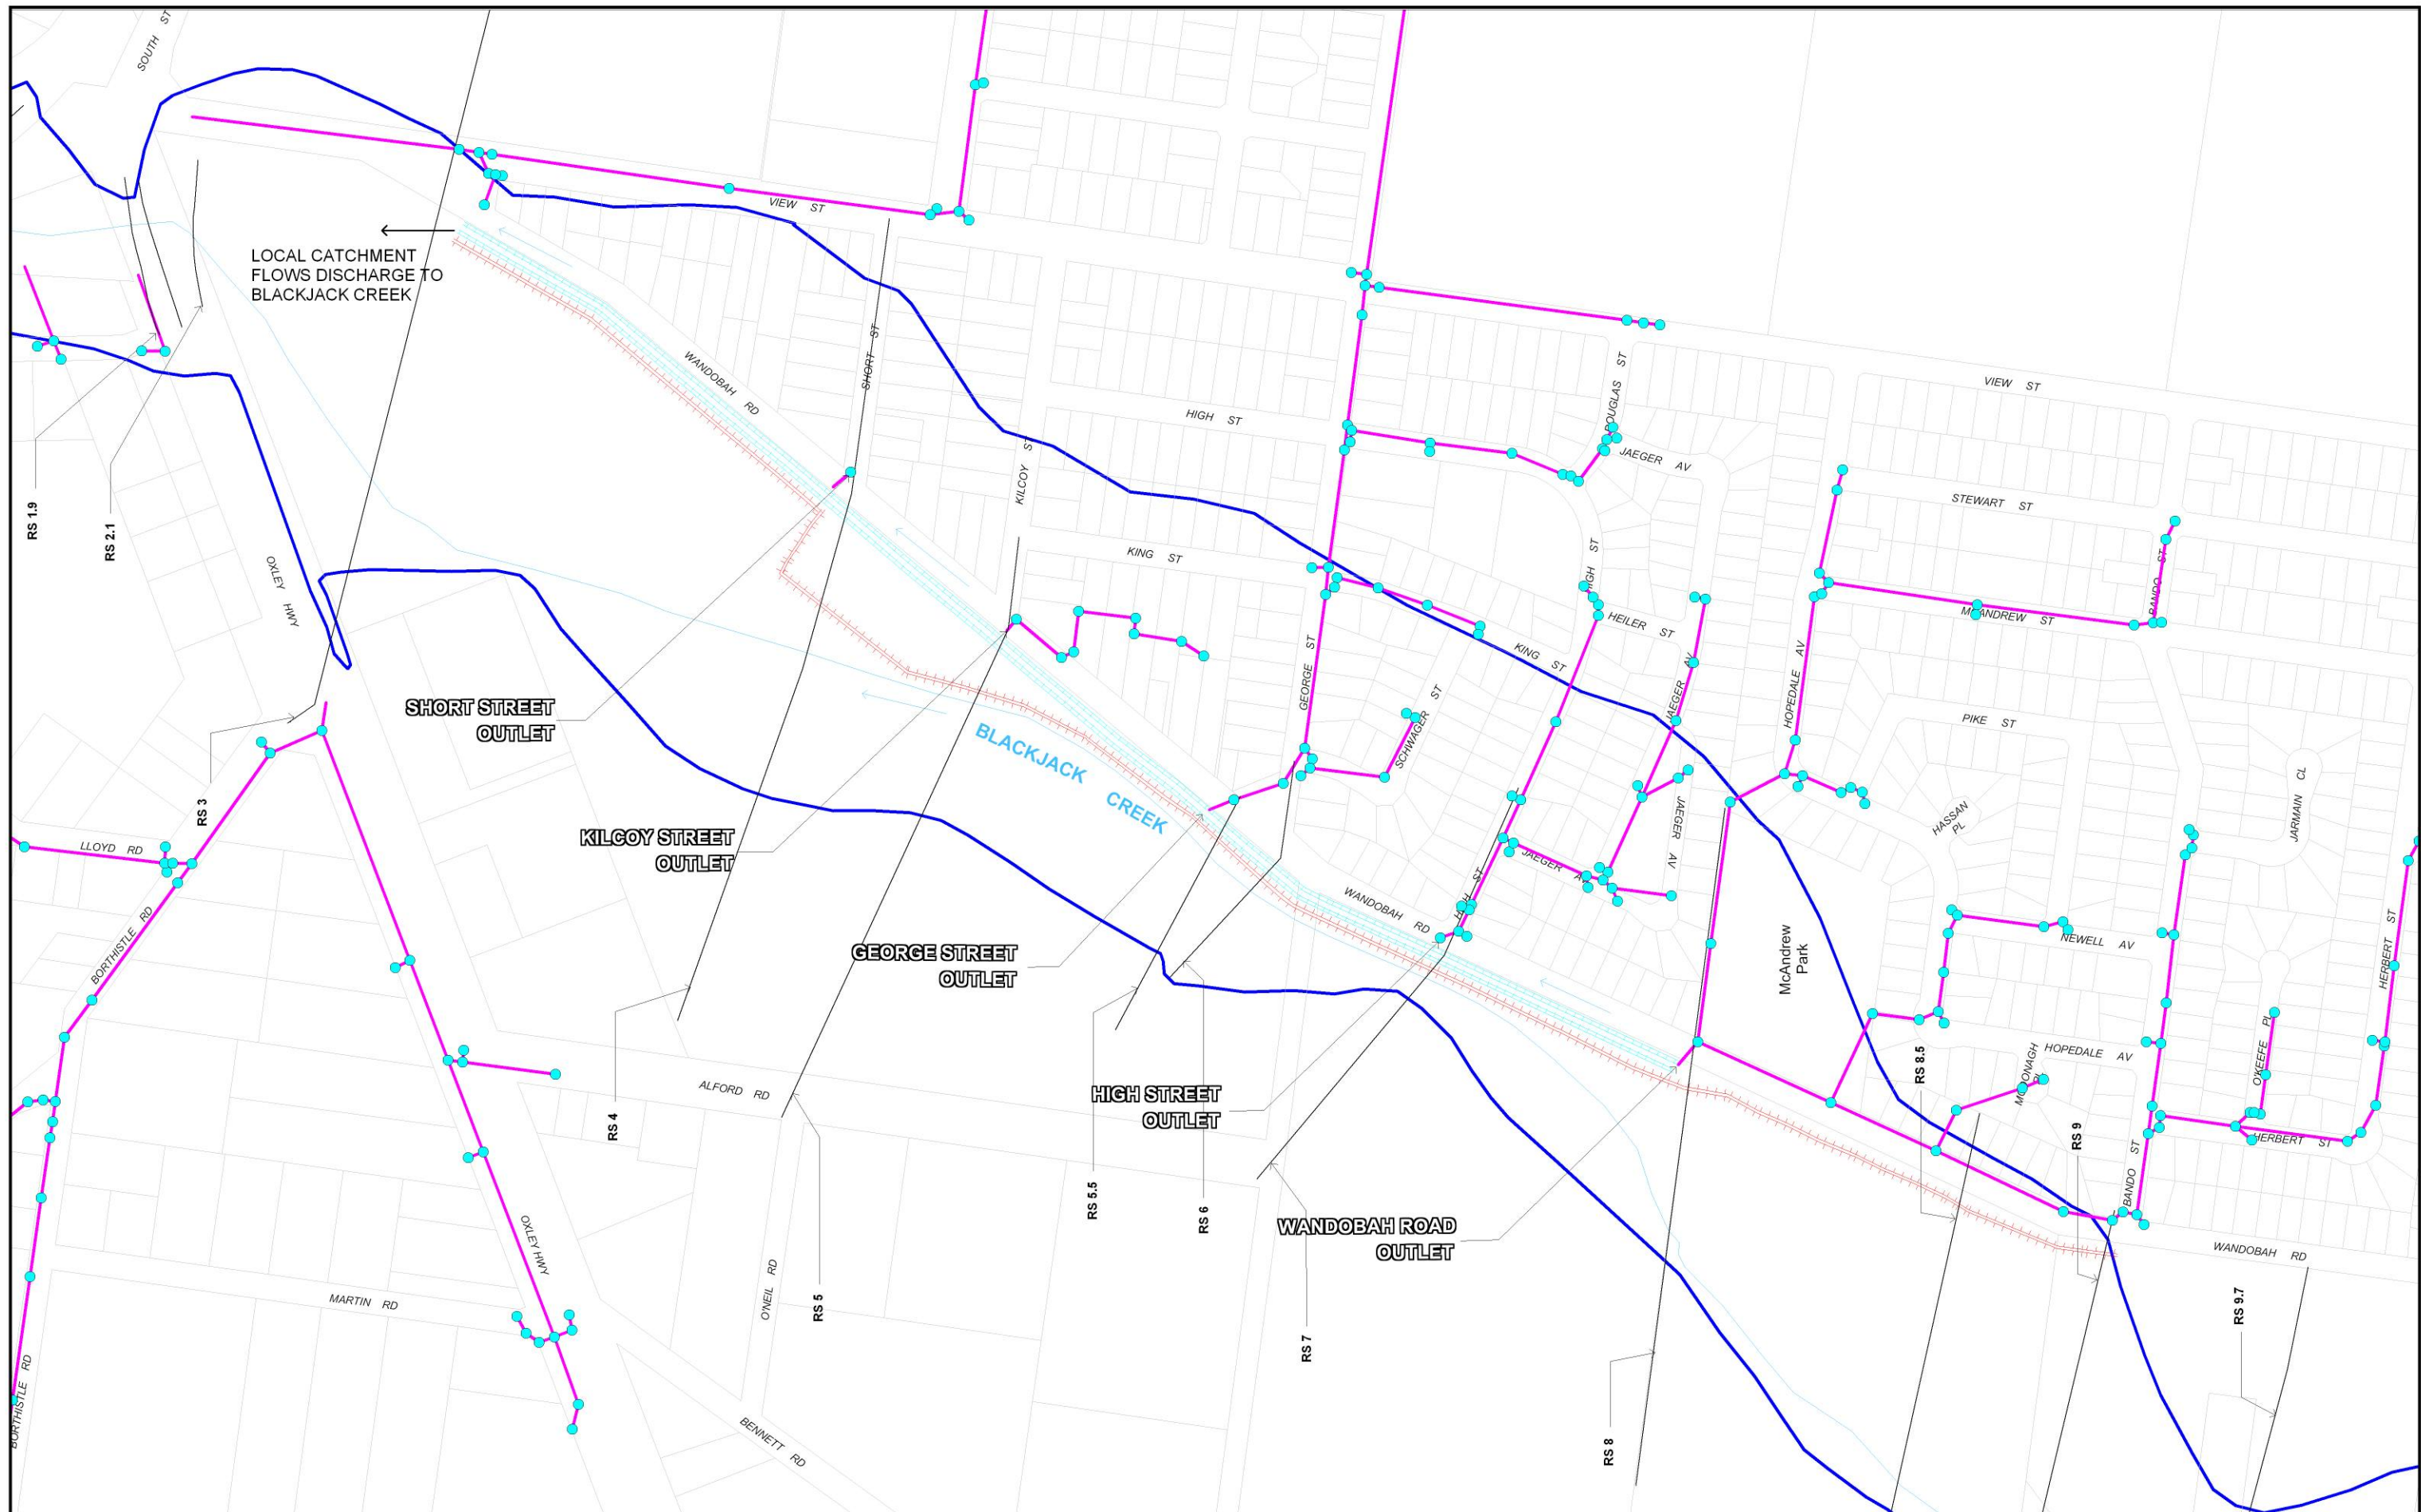 SOUTH ST
LOCAL CATCHMENT
FLOWS DISCHARGE TO
BLACKJACK CREEK
VIEW ST
SHORT ST
WANDOBAH RD
HIGH ST
KILCOY ST
KING ST
DOUGLAS ST
JAEGER AV
VIEW ST
STEWART ST
BANDO ST
MCANDREW ST
HIGH ST
HEILER ST
KING ST
JAEGER AV
HOPEDALE AV
PIKE ST
GEORGE ST
SCHWAGER ST
JAEGER AV
HASSAN PL
JARMAIN CL
RS 1.9
RS 2.1
OXLEY HWY
SHORT STREET
OUTLET
BLACKJACK CREEK
RS 3
LLOYD RD
KILCOY STREET
OUTLET
JAEGER AV
HIGH ST
WANDOBAH RD
McAndrew
Park
NEWELL AV
HERBERT ST
BORTHISTLE RD
GEORGE STREET
OUTLET
HOPEDALE AV
O'KEEFE PL
RS 8.5
RS 4
ALFORD RD
HIGH STREET
OUTLET
RS 9
BANDO ST
HERBERT ST
RS 5.5
RS 6
WANDOBAH ROAD
OUTLET
WANDOBAH RD
OXLEY HWY
MARTIN RD
O'NEIL RD
RS 5
RS 7
RS 9.7
RS 8
BORTHISTLE RD
BENNETT RD